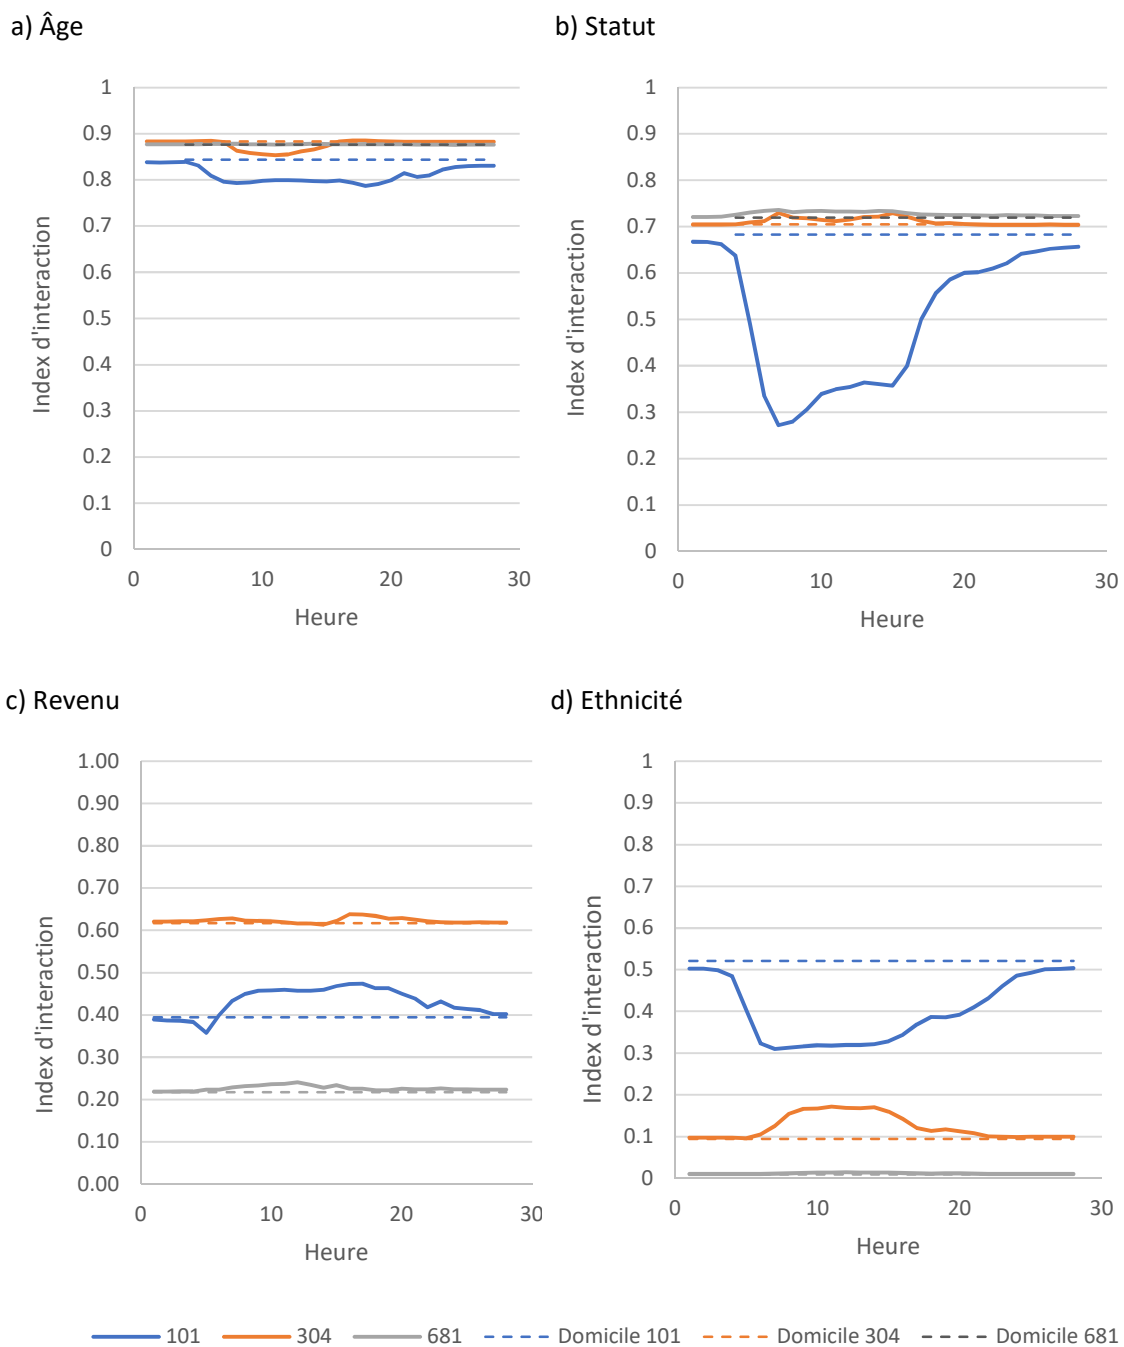 a) Âge
b) Statut
1
0.9
0.8
0.7
0.6
0.5
0.4
0.3
0.2
0.1
0
Index d'interaction
0 10 20 30
Heure
1
0.9
0.8
0.7
0.6
0.5
0.4
0.3
0.2
0.1
0
Index d'interaction
0 10 20 30
Heure
c) Revenu
d) Ethnicité
1.00
0.90
0.80
0.70
0.60
0.50
0.40
0.30
0.20
0.10
0.00
Index d'interaction
0 10 20 30
Heure
1
0.9
0.8
0.7
0.6
0.5
0.4
0.3
0.2
0.1
0
Index d'interaction
0 10 20 30
Heure
101 304 681 Domicile 101 Domicile 304 Domicile 681